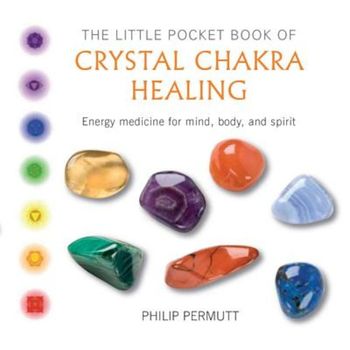 THE LITTLE POCKET BOOK OF
CRYSTAL CHAKRA
HEALING
Energy medicine for mind, body, and spirit
PHILIP PERMUTT